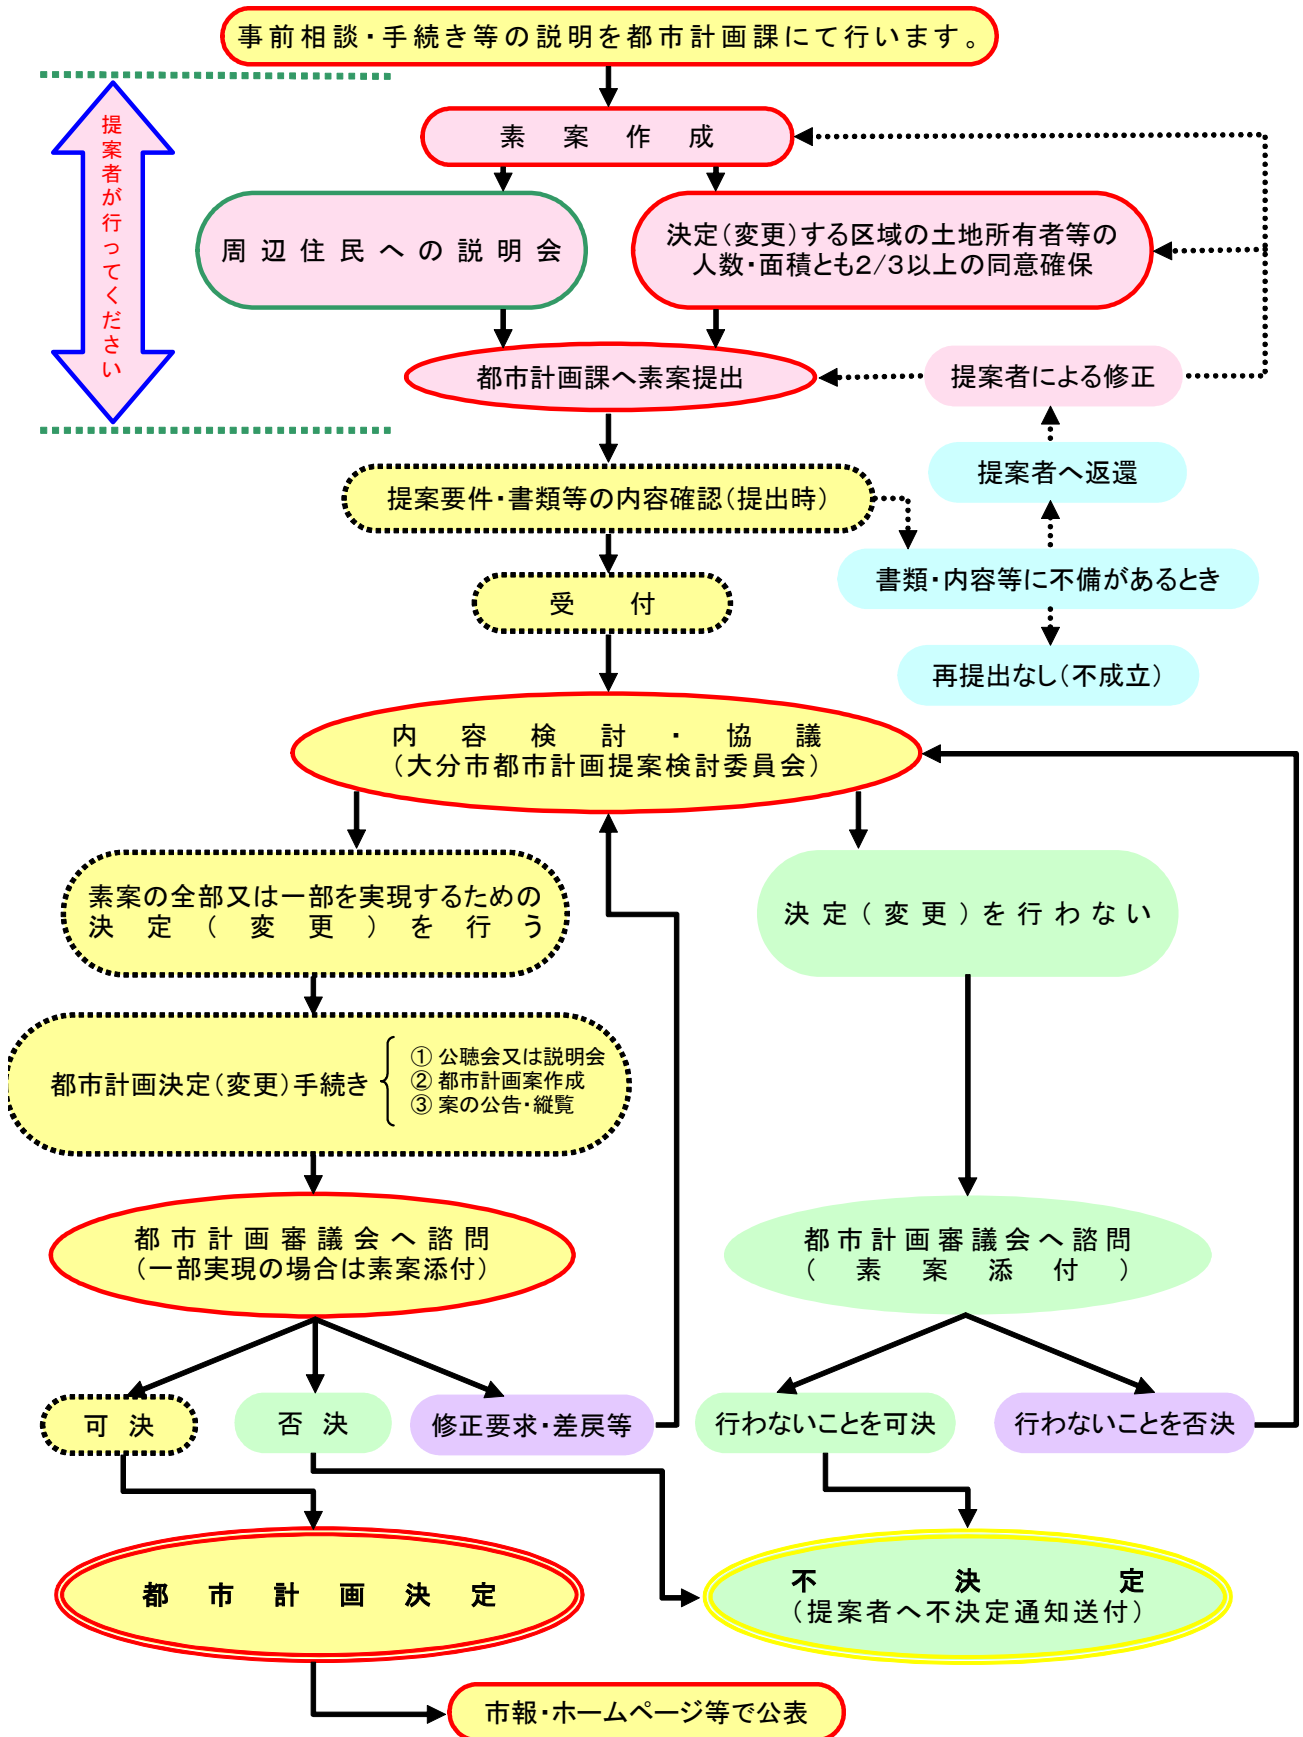 事前相談・手続き等の説明を都市計画課にて行います。
提案者が行ってください
素案作成
周辺住民への説明会
決定(変更)する区域の土地所有者等の
人数・面積とも2/3以上の同意確保
都市計画課へ素案提出
提案者による修正
提案者へ返還
提案要件・書類等の内容確認(提出時)
書類・内容等に不備があるとき
受付
再提出なし(不成立)
内容検討・協議
(大分市都市計画提案検討委員会)
素案の全部又は一部を実現するための
決定(変更)を行う
決定(変更)を行わない
都市計画決定(変更)手続き
① 公聴会又は説明会
② 都市計画案作成
③ 案の公告・縦覧
都市計画審議会へ諮問
(一部実現の場合は素案添付)
都市計画審議会へ諮問
(素案添付)
可決
否決
修正要求・差戻等
行わないことを可決
行わないことを否決
都市計画決定
不決定
(提案者へ不決定通知送付)
市報・ホームページ等で公表